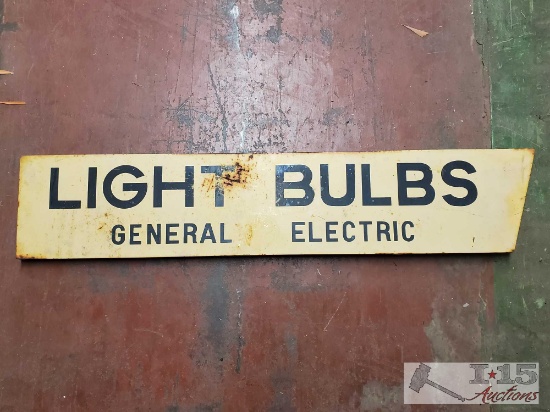 LIGHT BULBS
GENERAL ELECTRIC
I★15
Auctions